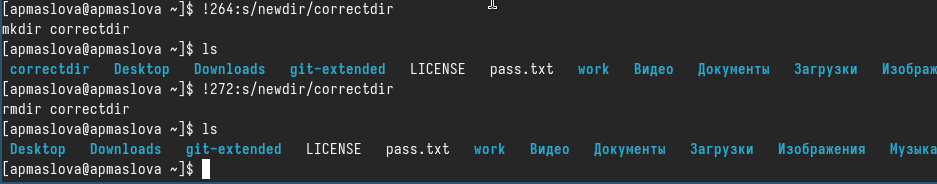 [apmaslova@apmaslova ~]$ !264:s/newdir/correctdir
mkdir correctdir
[apmaslova@apmaslova ~]$ ls
correctdir Desktop Downloads git-extended LICENSE pass.txt work Видео Документы Загрузки Изображ
[apmaslova@apmaslova ~]$ !272:s/newdir/correctdir
rmdir correctdir
[apmaslova@apmaslova ~]$ ls
Desktop Downloads git-extended LICENSE pass.txt work Видео Документы Загрузки Изображения Музыка
[apmaslova@apmaslova ~]$